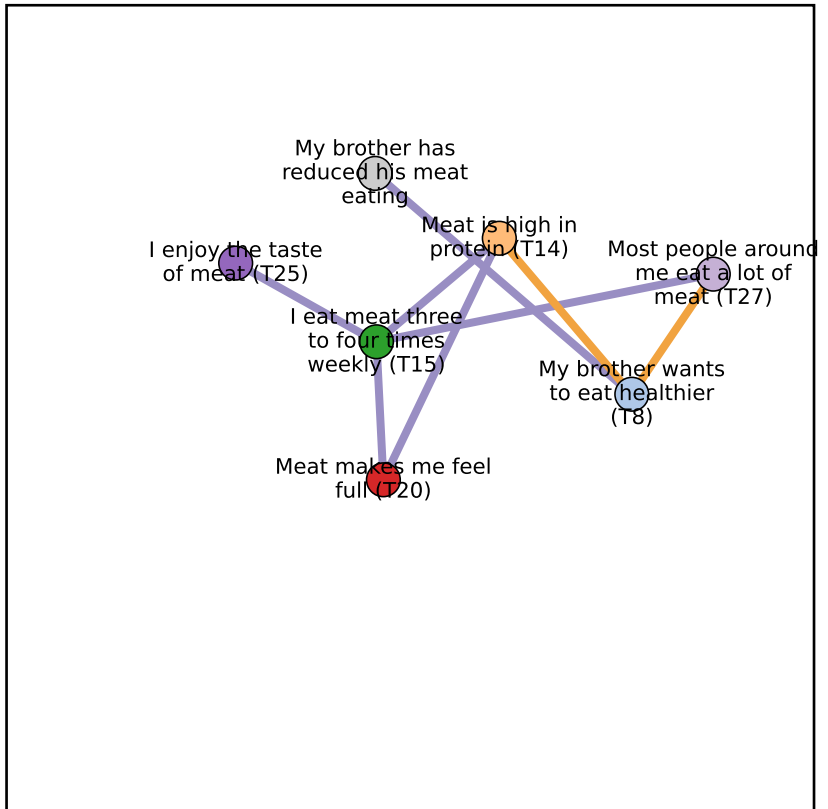 My brother has
reduced his meat
eating
Meat is high in
protein (T14)
I enjoy the taste
of meat (T25)
Most people around
me eat a lot of
meat (T27)
I eat meat three
to four times
weekly (T15)
My brother wants
to eat healthier
(T8)
Meat makes me feel
full (T20)